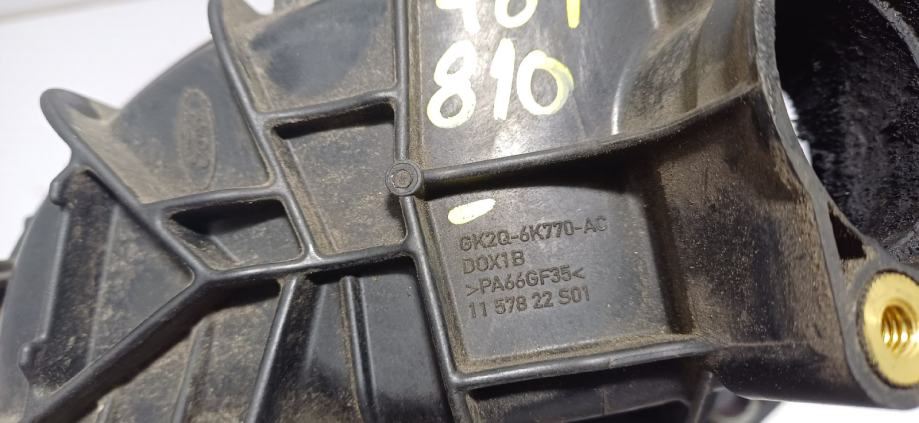 810
GK2Q-6K770-AC
DOX1B
>PA66GF35<
11 578 22 S01